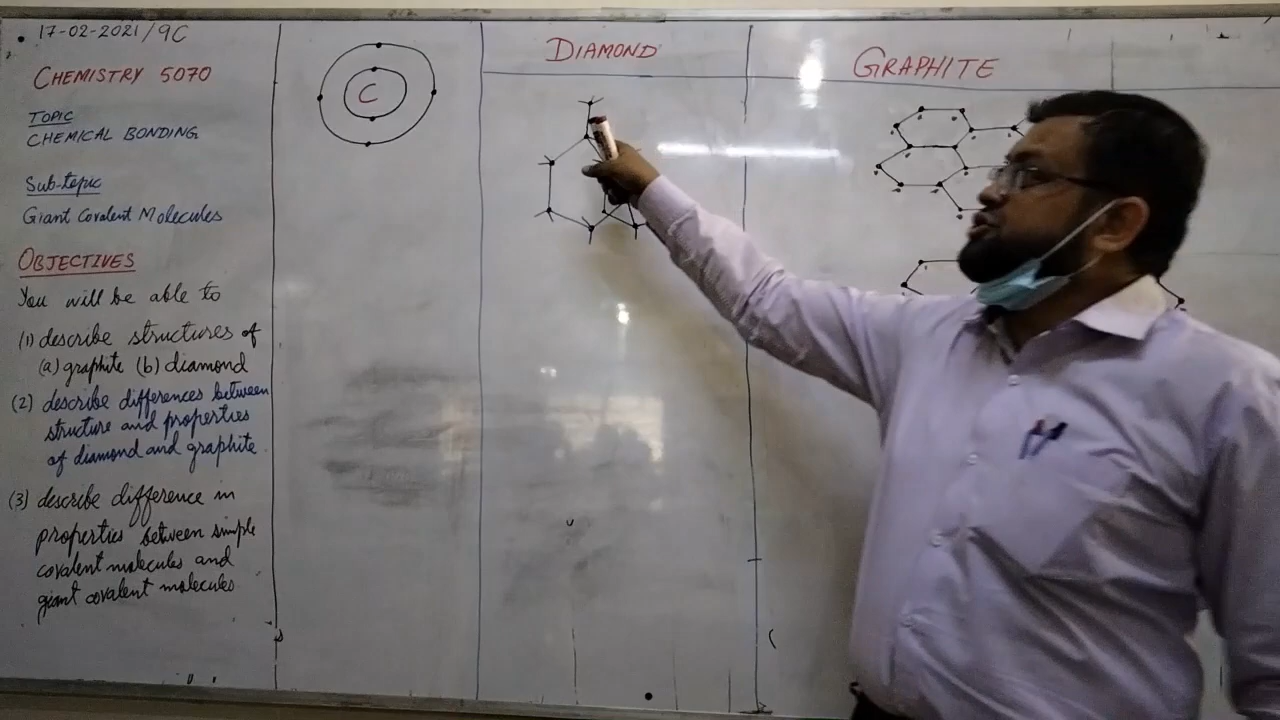 17-02-2021/9C
CHEMISTRY 5070
TOPIC
CHEMICAL BONDING
Sub-topic
Giant Covalent Molecules
OBJECTIVES
You will be able to
(1) describe structures of
(a) graphite (b) diamond
(2) describe differences between
structure and properties
of diamond and graphite
(3) describe difference in
properties between simple
covalent molecules and
giant covalent molecules
C
DIAMOND
GRAPHITE